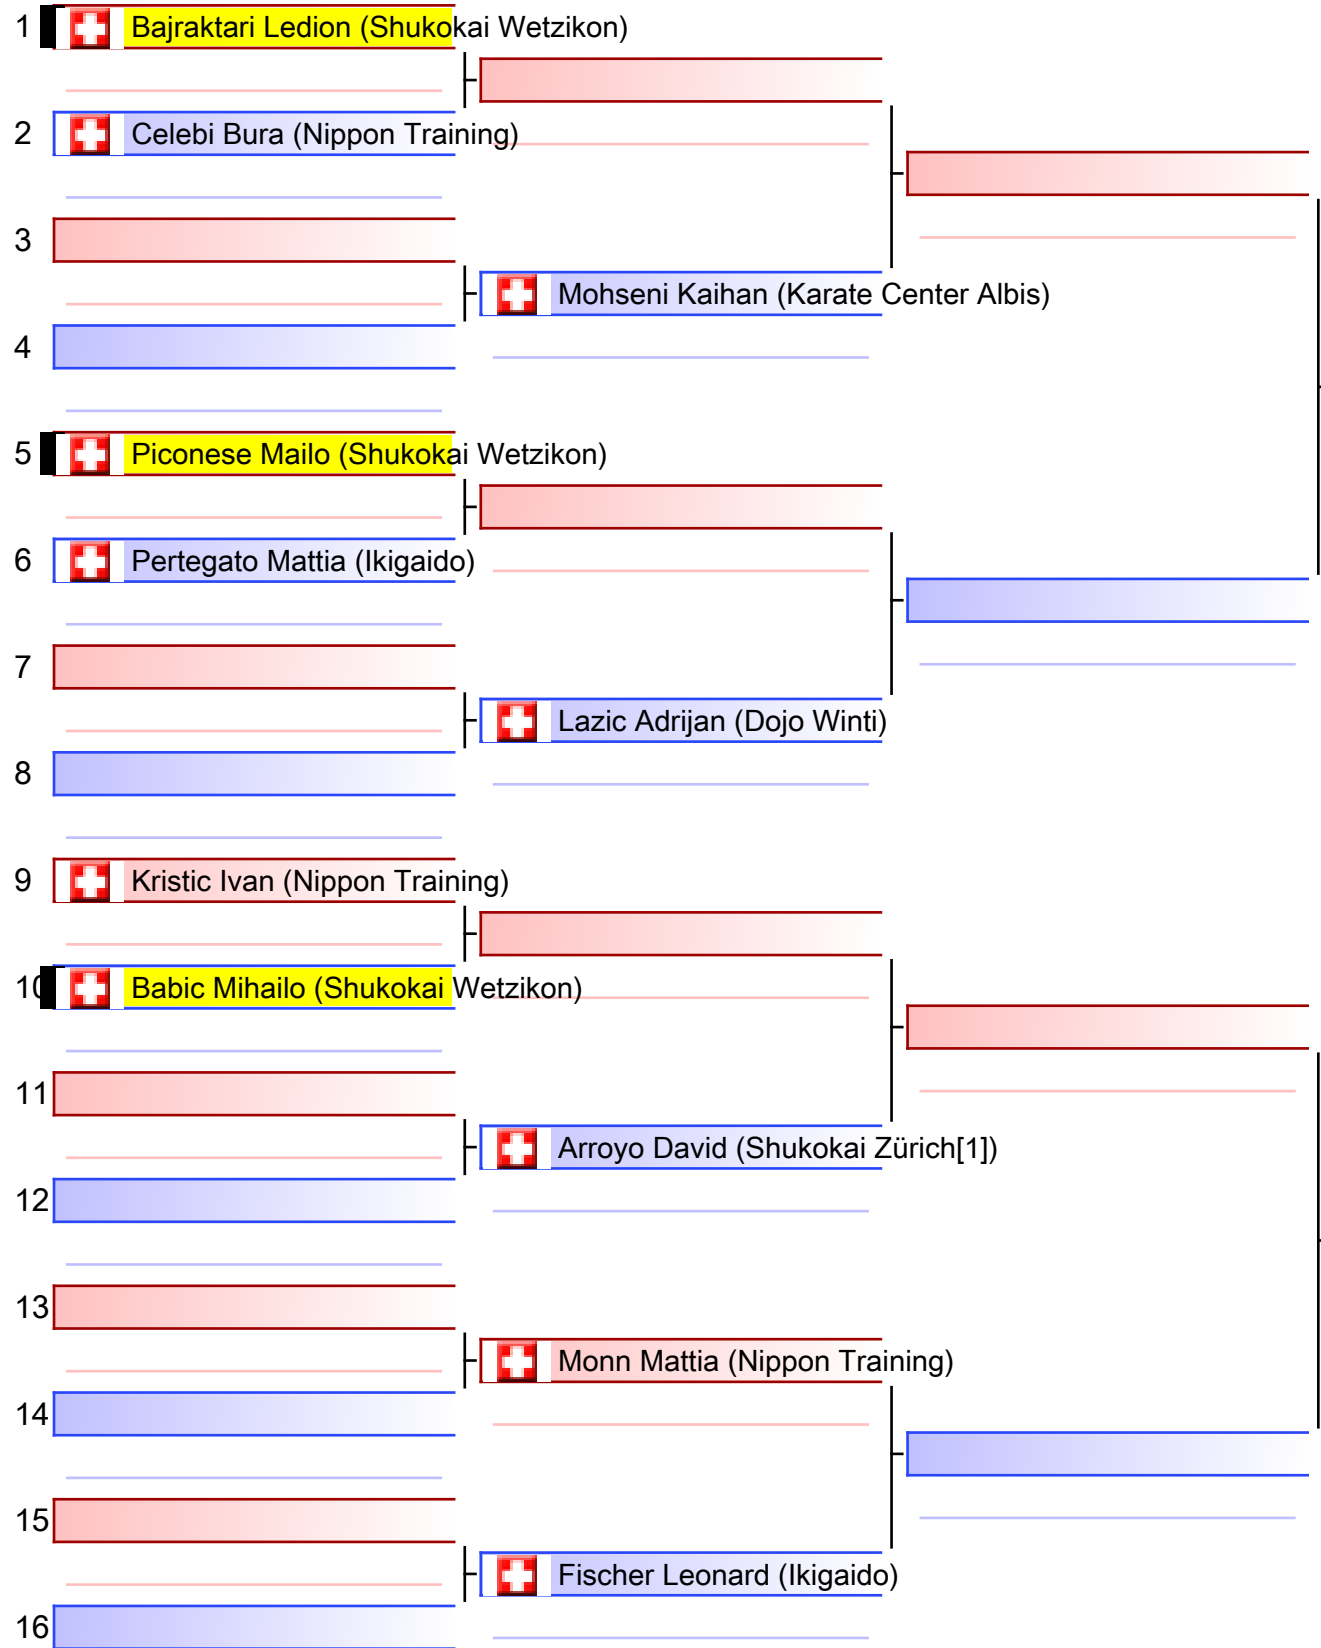 1 Bajraktari Ledion (Shukokai Wetzikon)
2 Celebi Bura (Nippon Training)
3
Mohseni Kaihan (Karate Center Albis)
4
5 Piconese Mailo (Shukokai Wetzikon)
6 Pertegato Mattia (Ikigaido)
7
Lazic Adrijan (Dojo Winti)
8
9 Kristic Ivan (Nippon Training)
10 Babic Mihailo (Shukokai Wetzikon)
11
Arroyo David (Shukokai Zürich[1])
12
13
Monn Mattia (Nippon Training)
14
15
Fischer Leonard (Ikigaido)
16